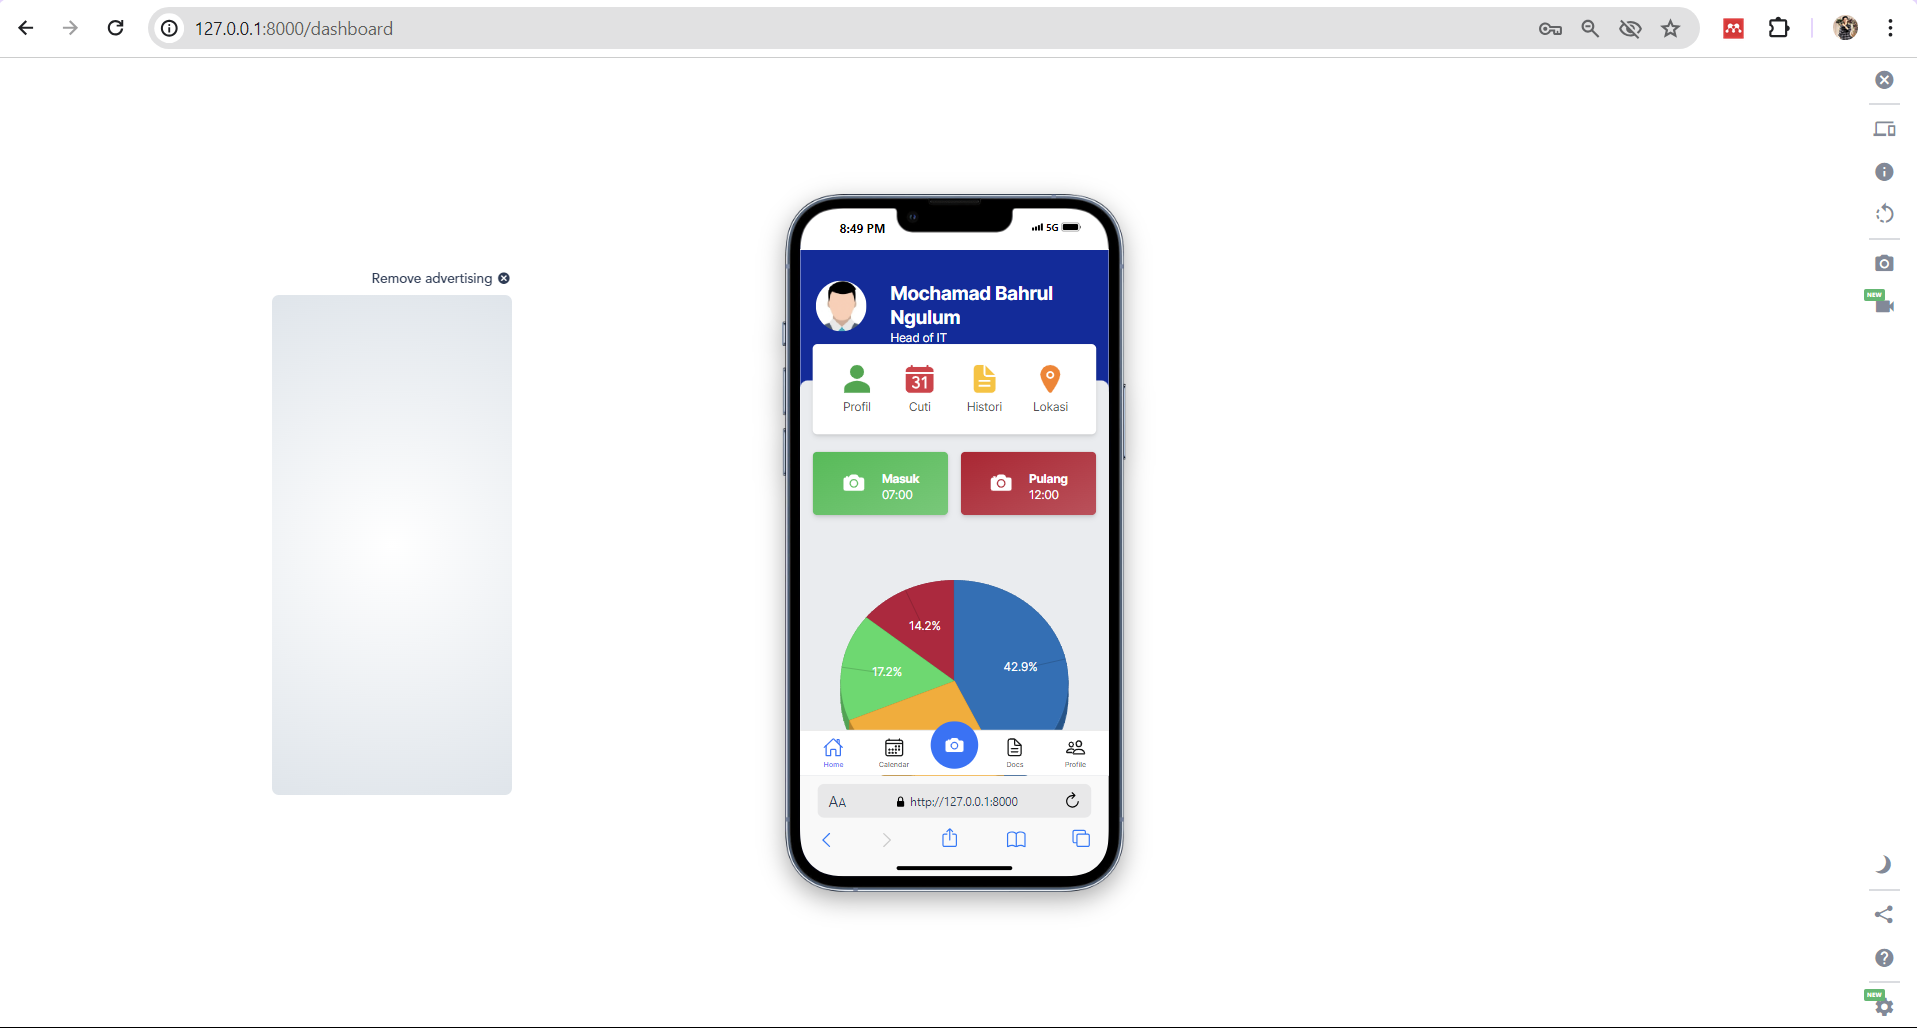 127.0.0.1:8000/dashboard
NEW
Remove advertising
8:49 PM
5G
Mochamad Bahrul
Ngulum
Head of IT
31
Profil
Cuti
Histori
Lokasi
Masuk
07:00
Pulang
12:00
14.2%
42.9%
17.2%
Home
Calendar
Docs
Profile
AA
http://127.0.0.1:8000
NEW